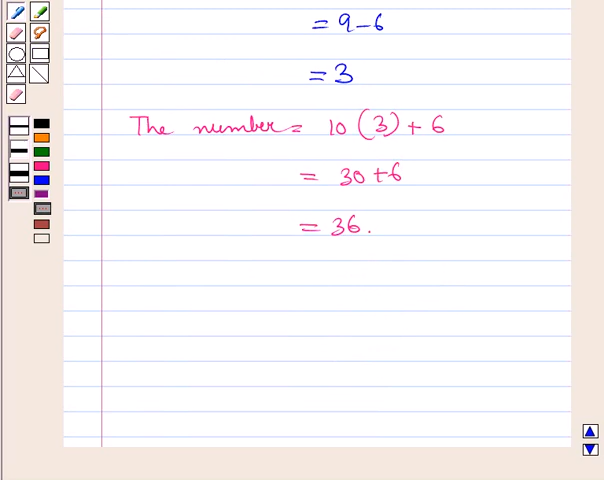 = 9 - 6
= 3
The number = 10 (3) + 6
= 30 + 6
= 36.